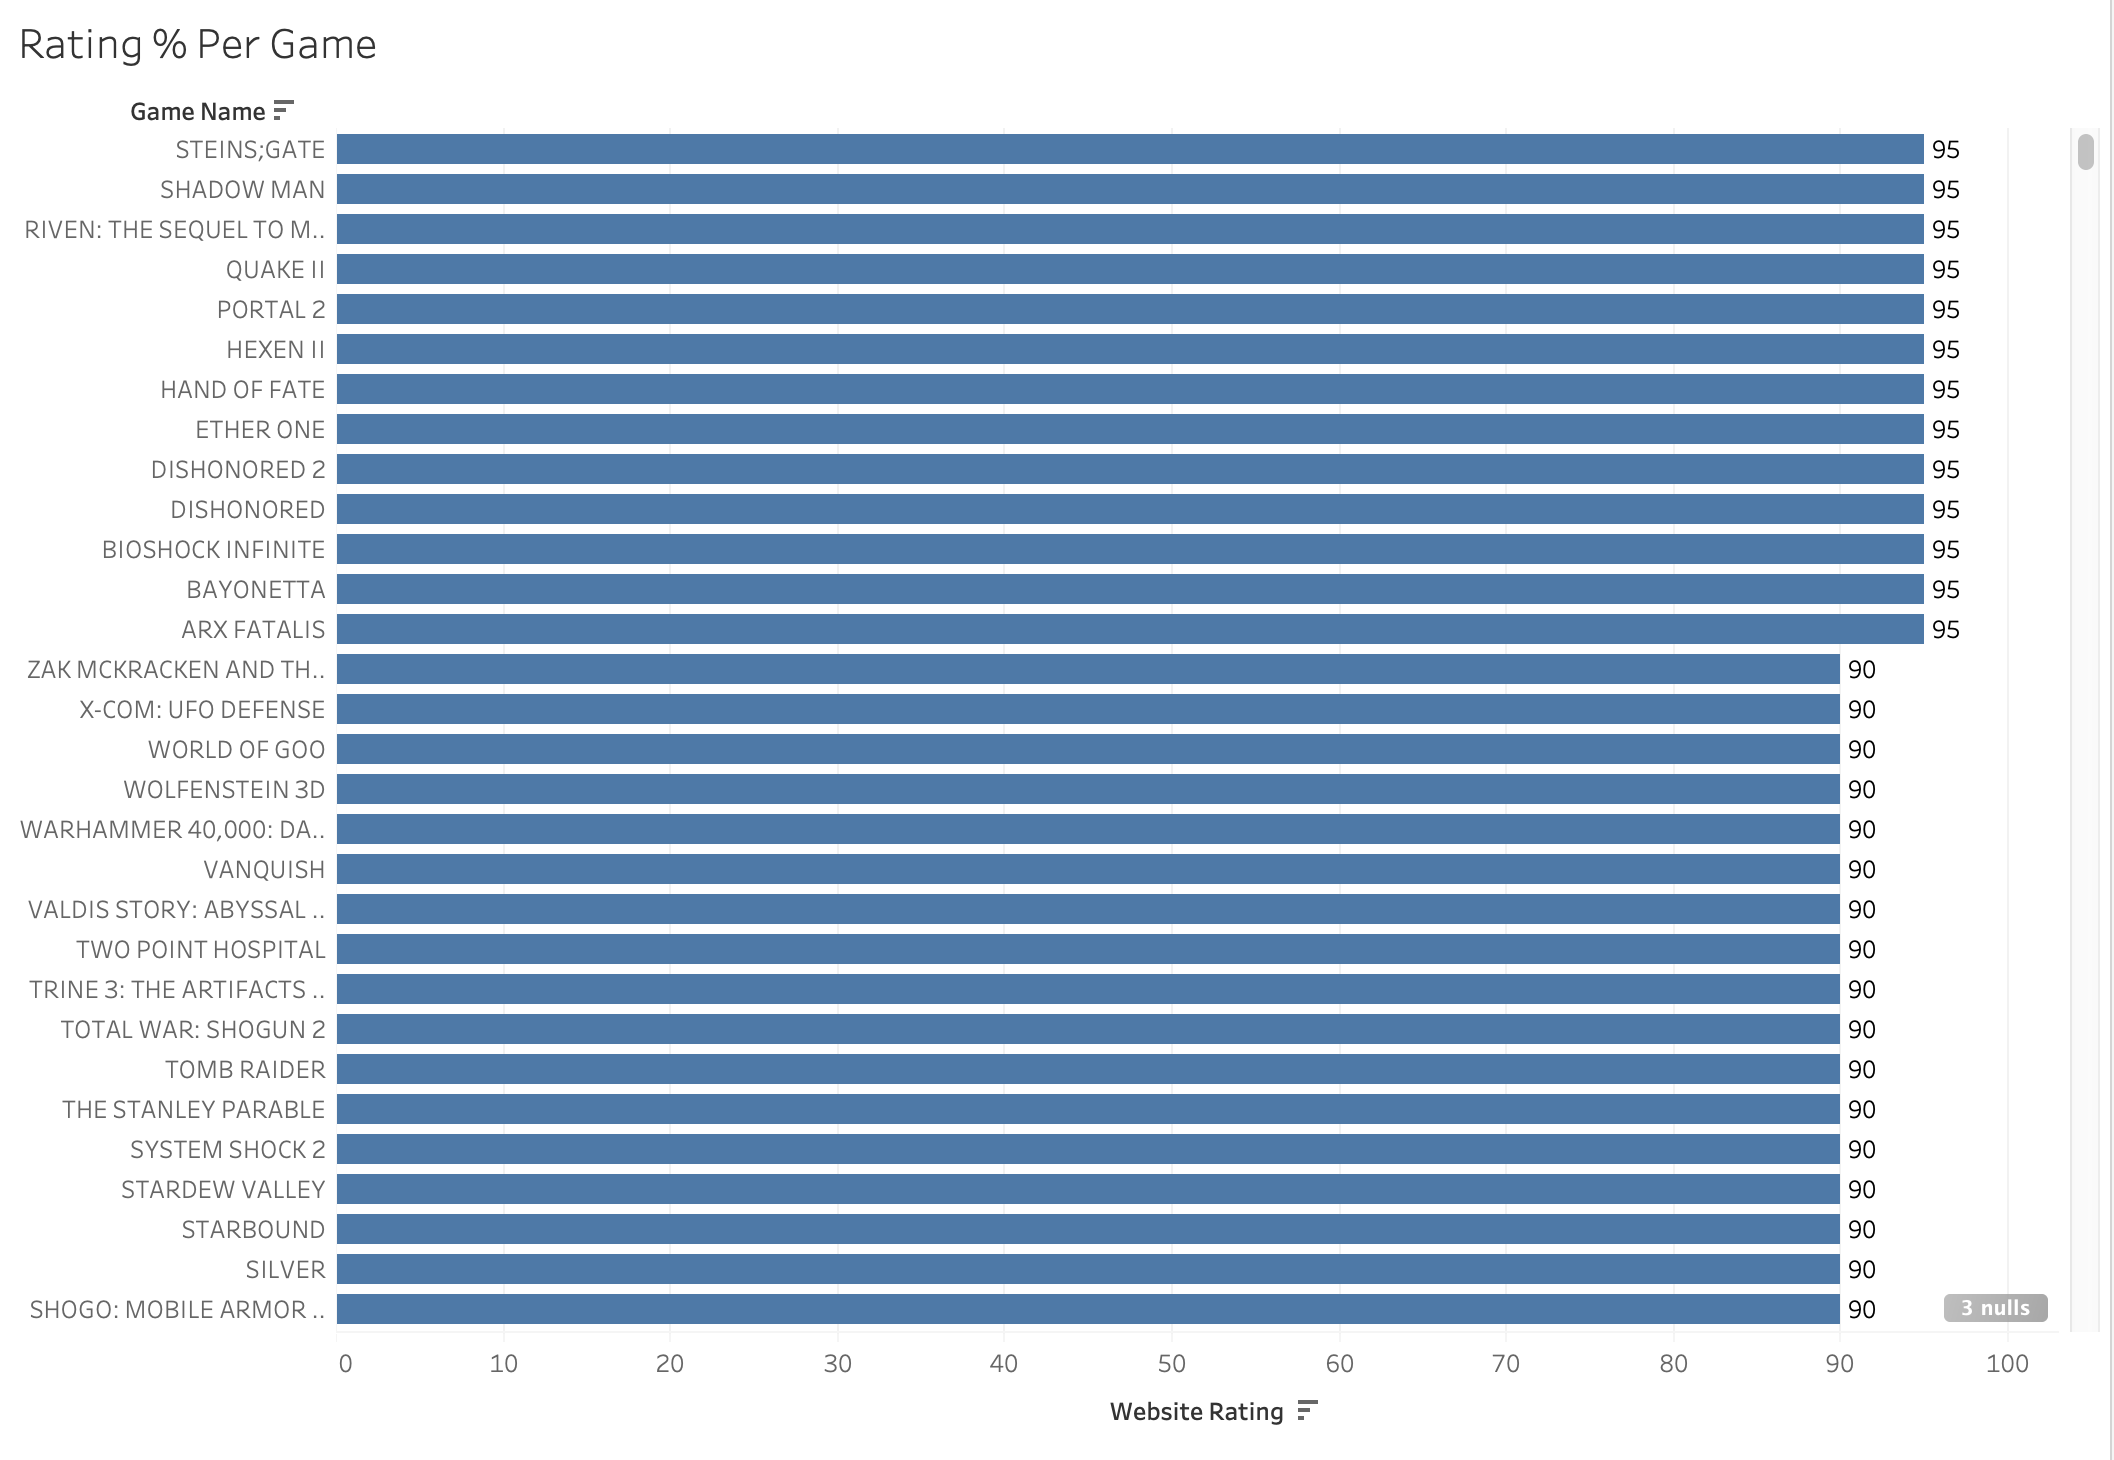 Rating % Per Game
Game Name
STEINS;GATE 95
SHADOW MAN 95
RIVEN: THE SEQUEL TO M.. 95
QUAKE II 95
PORTAL 2 95
HEXEN II 95
HAND OF FATE 95
ETHER ONE 95
DISHONORED 2 95
DISHONORED 95
BIOSHOCK INFINITE 95
BAYONETTA 95
ARX FATALIS 95
ZAK MCKRACKEN AND TH.. 90
X-COM: UFO DEFENSE 90
WORLD OF GOO 90
WOLFENSTEIN 3D 90
WARHAMMER 40,000: DA.. 90
VANQUISH 90
VALDIS STORY: ABYSSAL .. 90
TWO POINT HOSPITAL 90
TRINE 3: THE ARTIFACTS .. 90
TOTAL WAR: SHOGUN 2 90
TOMB RAIDER 90
THE STANLEY PARABLE 90
SYSTEM SHOCK 2 90
STARDEW VALLEY 90
STARBOUND 90
SILVER 90
SHOGO: MOBILE ARMOR .. 90 3 nulls
0 10 20 30 40 50 60 70 80 90 100
Website Rating